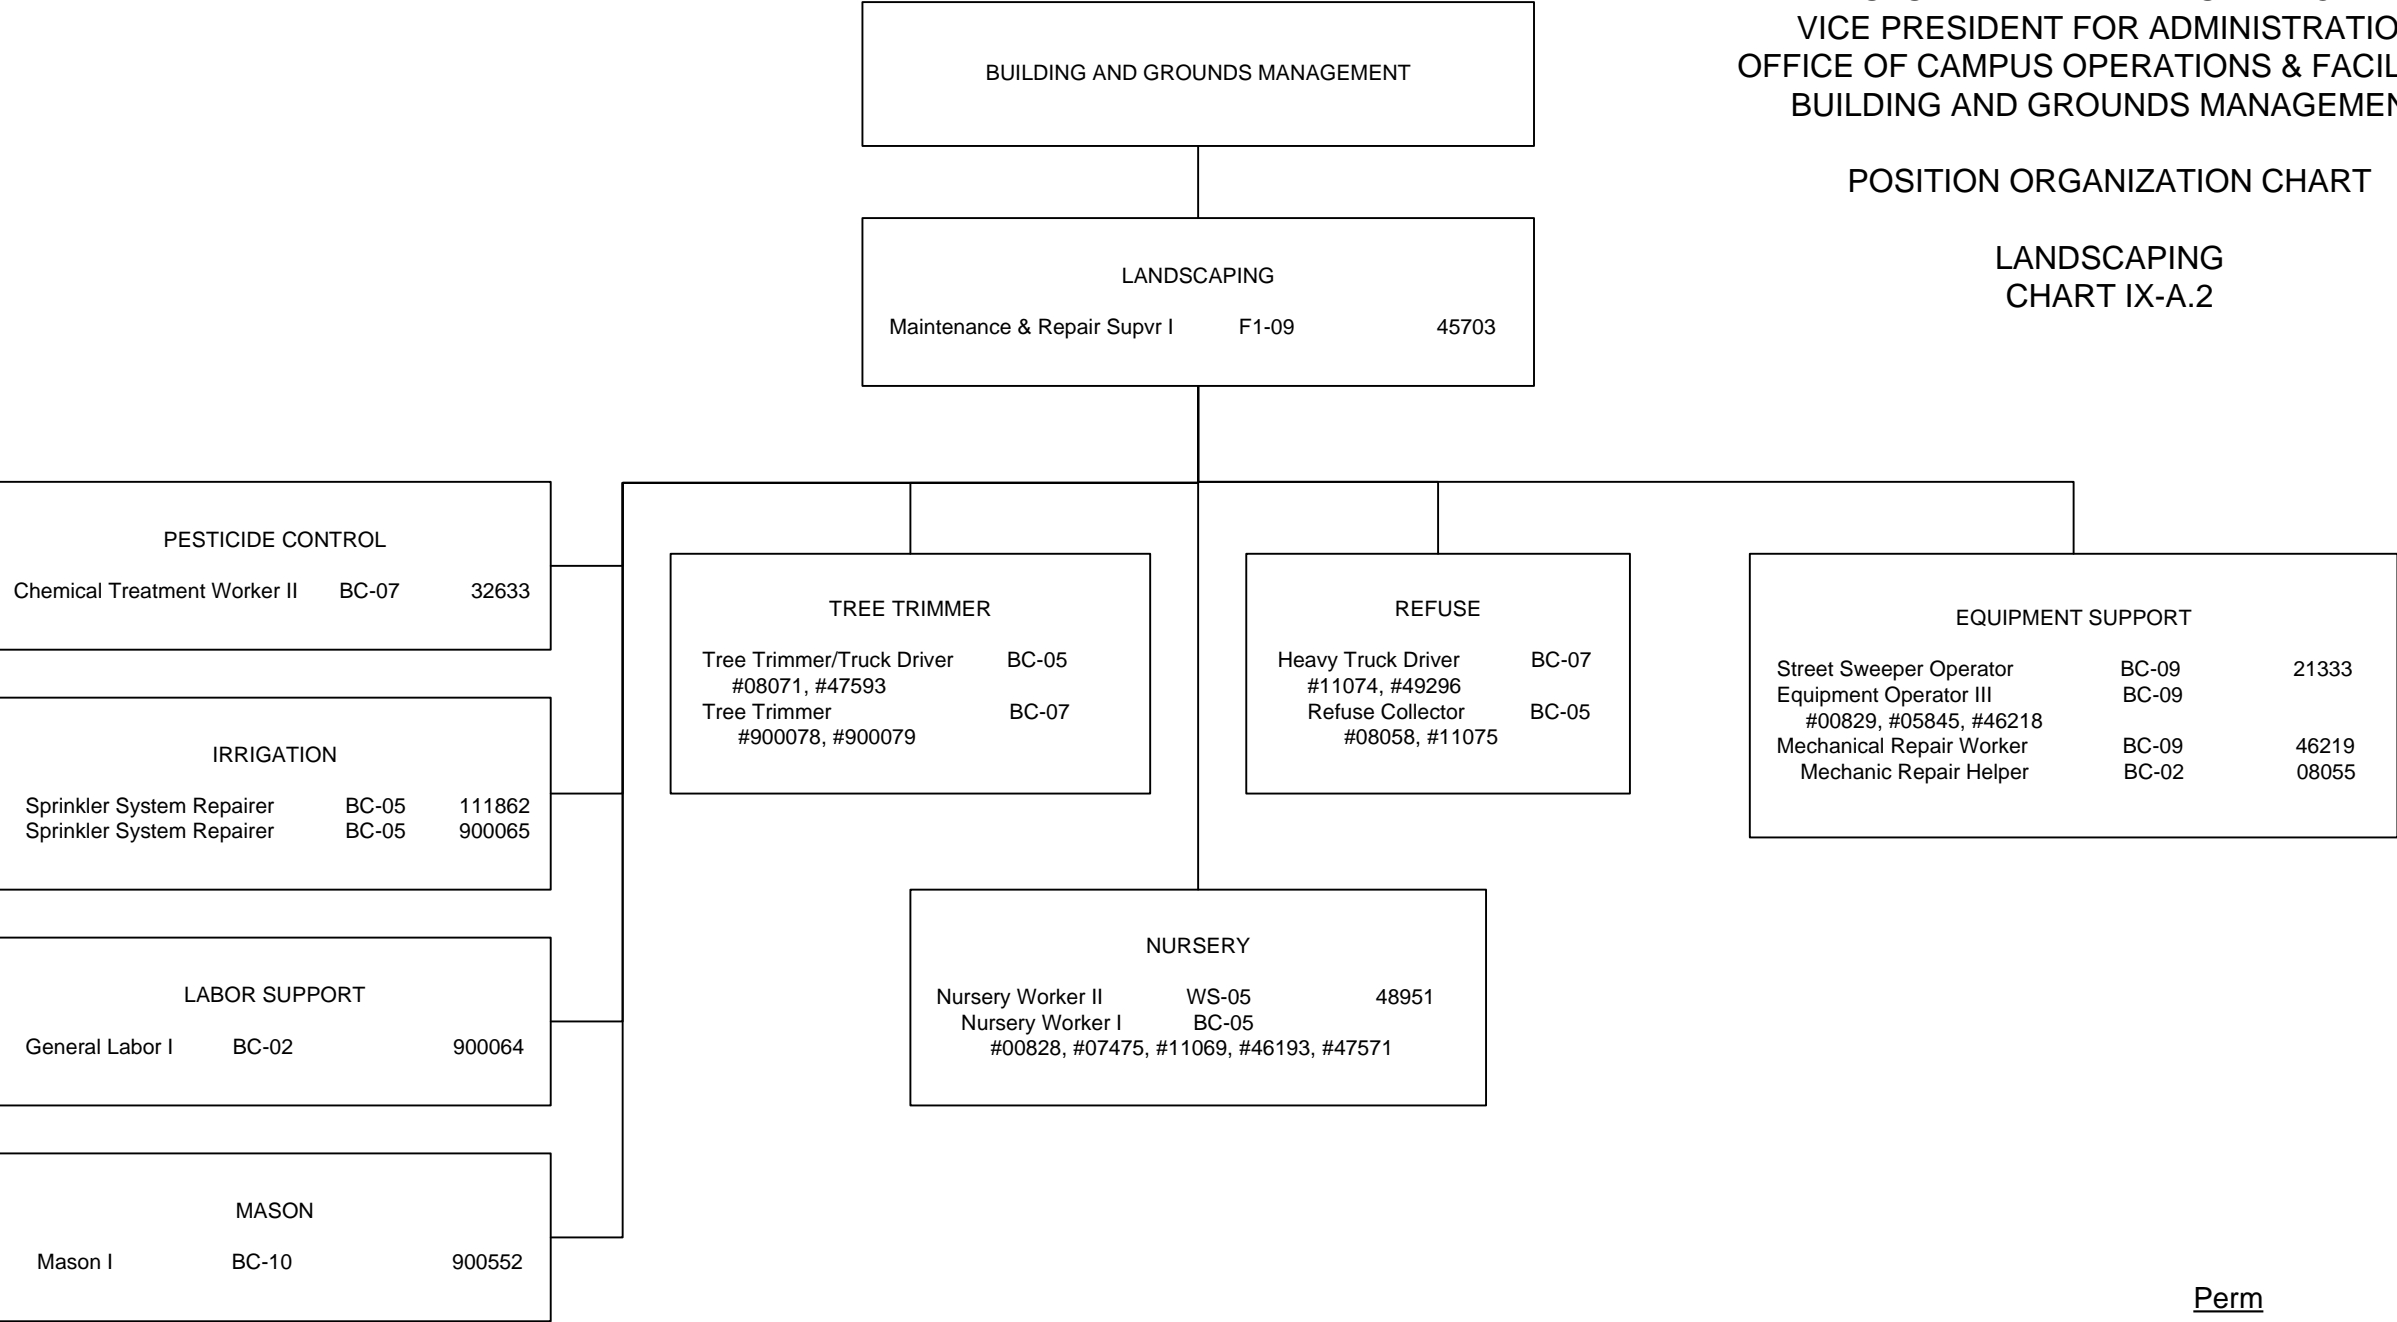 BUILDING AND GROUNDS MANAGEMENT
VICE PRESIDENT FOR ADMINISTRATIO
OFFICE OF CAMPUS OPERATIONS & FACIL
BUILDING AND GROUNDS MANAGEMEN
POSITION ORGANIZATION CHART
LANDSCAPING
CHART IX-A.2
LANDSCAPING
Maintenance & Repair Supvr I F1-09 45703
PESTICIDE CONTROL
Chemical Treatment Worker II BC-07 32633
IRRIGATION
Sprinkler System Repairer BC-05 111862
Sprinkler System Repairer BC-05 900065
LABOR SUPPORT
General Labor I BC-02 900064
MASON
Mason I BC-10 900552
TREE TRIMMER
Tree Trimmer/Truck Driver BC-05
#08071, #47593
Tree Trimmer BC-07
#900078, #900079
REFUSE
Heavy Truck Driver BC-07
#11074, #49296
Refuse Collector BC-05
#08058, #11075
EQUIPMENT SUPPORT
Street Sweeper Operator BC-09 21333
Equipment Operator III BC-09
#00829, #05845, #46218
Mechanical Repair Worker BC-09 46219
Mechanic Repair Helper BC-02 08055
NURSERY
Nursery Worker II WS-05 48951
Nursery Worker I BC-05
#00828, #07475, #11069, #46193, #47571
Perm